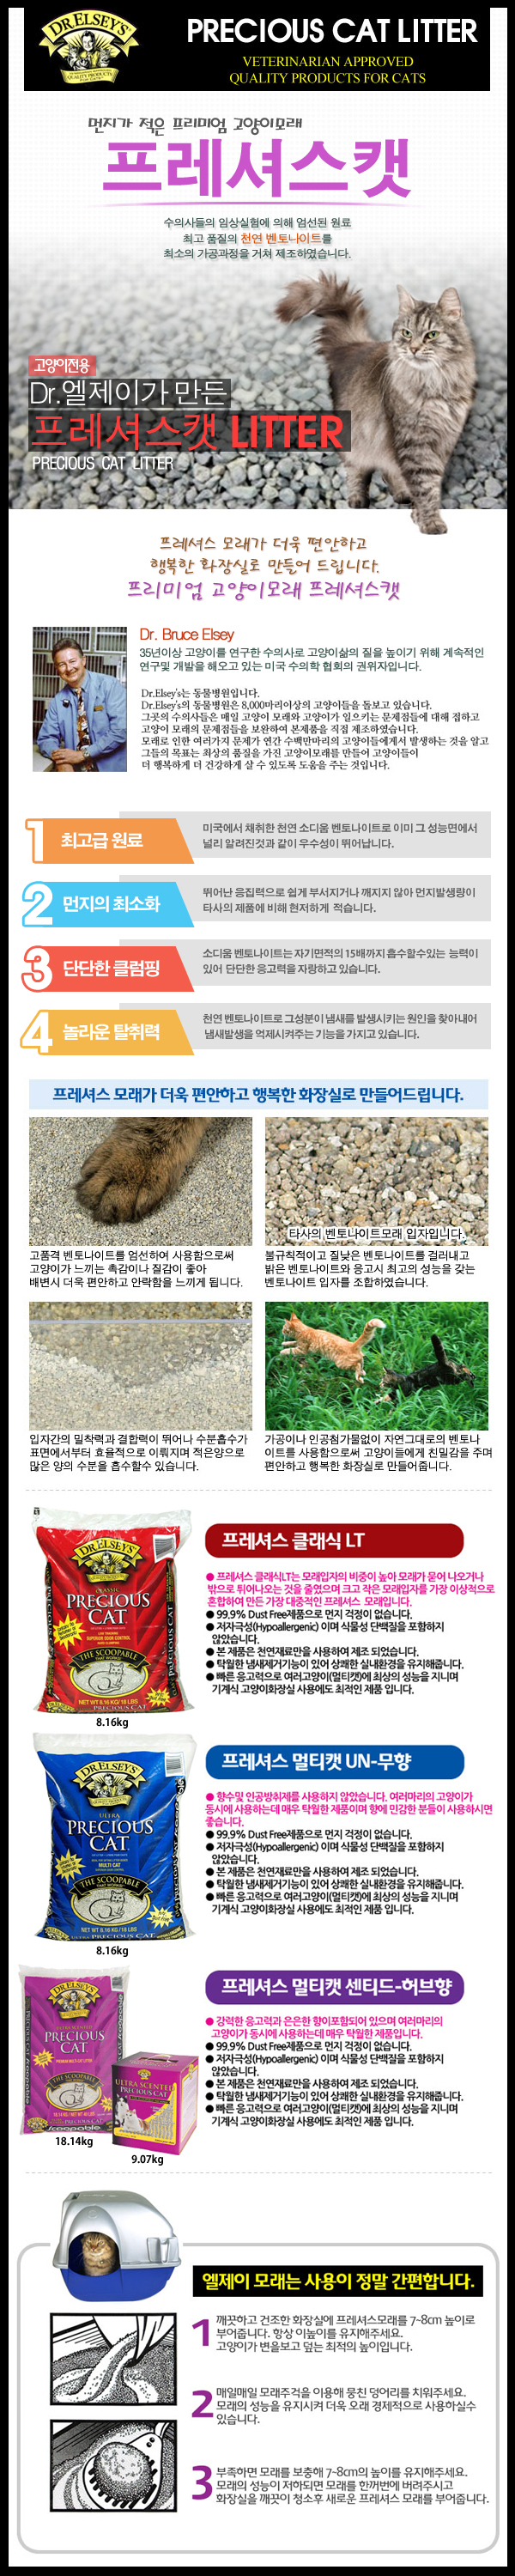 DR.ELSEY'S
QUALITY PRODUCTS
PRECIOUS CAT LITTER
VETERINARIAN APPROVED
QUALITY PRODUCTS FOR CATS
먼지가 적은 프리미엄 고양이모래
프레셔스캣
수의사들의 임상실험에 의해 엄선된 원료
최고 품질의 천연 벤토나이트를
최소의 가공과정을 거쳐 제조하였습니다.
고양이전용
Dr.엘제이가 만든
프레셔스캣 LITTER
PRECIOUS CAT LITTER
프레셔스 모래가 더욱 편안하고
행복한 화장실로 만들어 드립니다.
프리미엄 고양이모래 프레셔스캣
Dr. Bruce Elsey
35년이상 고양이를 연구한 수의사로 고양이삶의 질을 높이기 위해 계속적인
연구및 개발을 해오고 있는 미국 수의학 협회의 권위자입니다.
Dr.Elsey's는 동물병원입니다.
Dr.Elsey's의 동물병원은 8,000마리이상의 고양이들을 돌보고 있습니다.
그곳의 수의사들은 매일 고양이 모래와 고양이가 일으키는 문제점들에 대해 접하고
고양이 모래의 문제점들을 보완하여 본제품을 직접 제조하였습니다.
모래로 인한 여러가지 문제가 연간 수백만마리의 고양이들에게서 발생하는 것을 알고
그들의 목표는 최상의 품질을 가진 고양이모래를 만들어 고양이들이
더 행복하게 더 건강하게 살 수 있도록 도움을 주는 것입니다.
1 최고급 원료
미국에서 채취한 천연 소디움 벤토나이트로 이미 그 성능면에서
널리 알려진것과 같이 우수성이 뛰어납니다.
2 먼지의 최소화
뛰어난 응집력으로 쉽게 부서지거나 깨지지 않아 먼지발생량이
타사의 제품에 비해 현저하게 적습니다.
3 단단한 클럼핑
소디움 벤토나이트는 자기면적의 15배까지 흡수할수있는 능력이
있어 단단한 응고력을 자랑하고 있습니다.
4 놀라운 탈취력
천연 벤토나이트로 그성분이 냄새를 발생시키는 원인을 찾아내어
냄새발생을 억제시켜주는 기능을 가지고 있습니다.
프레셔스 모래가 더욱 편안하고 행복한 화장실로 만들어드립니다.
타사의 벤토나이트모래 입자입니다.
고품격 벤토나이트를 엄선하여 사용함으로써
고양이가 느끼는 촉감이나 질감이 좋아
배변시 더욱 편안하고 안락함을 느끼게 됩니다.
불규칙적이고 질낮은 벤토나이트를 걸러내고
밝은 벤토나이트와 응고시 최고의 성능을 갖는
벤토나이트 입자를 조합하였습니다.
입자간의 밀착력과 결합력이 뛰어나 수분흡수가
표면에서부터 효율적으로 이뤄지며 적은양으로
많은 양의 수분을 흡수할수 있습니다.
가공이나 인공첨가물없이 자연그대로의 벤토나
이트를 사용함으로써 고양이들에게 친밀감을 주며
편안하고 행복한 화장실로 만들어줍니다.
DR.ELSEY'S
CLASSIC
PRECIOUS
CAT
SUPERIOR ODOR CONTROL
THE SCOOPABLE
NET WT 8.16 KG/18 LBS
PRECIOUS CAT
8.16kg
프레셔스 클래식 LT
● 프레셔스 클래식LT는 모래입자의 비중이 높아 모래가 묻어 나오거나
밖으로 튀어나오는 것을 줄였으며 크고 작은 모래입자를 가장 이상적으로
혼합하여 만든 가장 대중적인 프레셔스 모래입니다.
● 99.9% Dust Free제품으로 먼지 걱정이 없습니다.
● 저자극성(Hypoallergenic) 이며 식물성 단백질을 포함하지
않았습니다.
● 본 제품은 천연재료만을 사용하여 제조 되었습니다.
● 탁월한 냄새제거기능이 있어 상쾌한 실내환경을 유지해줍니다.
● 빠른 응고력으로 여러고양이(멀티캣)에 최상의 성능을 지니며
기계식 고양이화장실 사용에도 최적인 제품 입니다.
DR.ELSEY'S
ULTRA
PRECIOUS
CAT
MULTI CAT
THE SCOOPABLE
NET WT 8.16 KG/18 LBS
PRECIOUS CAT
8.16kg
프레셔스 멀티캣 UN-무향
● 향수및 인공방취제를 사용하지 않았습니다. 여러마리의 고양이가
동시에 사용하는데 매우 탁월한 제품이며 향에 민감한 분들이 사용하시면
좋습니다.
● 99.9% Dust Free제품으로 먼지 걱정이 없습니다.
● 저자극성(Hypoallergenic) 이며 식물성 단백질을 포함하지
않았습니다.
● 본 제품은 천연재료만을 사용하여 제조 되었습니다.
● 탁월한 냄새제거기능이 있어 상쾌한 실내환경을 유지해줍니다.
● 빠른 응고력으로 여러고양이(멀티캣)에 최상의 성능을 지니며
기계식 고양이화장실 사용에도 최적인 제품 입니다.
DR.ELSEY'S
ULTRA SCENTED
PRECIOUS
CAT
THE SCOOPABLE
scoopable
ULTRA SCENTED
PRECIOUS CAT
18.14kg
9.07kg
프레셔스 멀티캣 센티드-허브향
● 강력한 응고력과 은은한 향이포함되어 있으며 여러마리의
고양이가 동시에 사용하는데 매우 탁월한 제품입니다.
● 99.9% Dust Free제품으로 먼지 걱정이 없습니다.
● 저자극성(Hypoallergenic) 이며 식물성 단백질을 포함하지
않았습니다.
● 본 제품은 천연재료만을 사용하여 제조 되었습니다.
● 탁월한 냄새제거기능이 있어 상쾌한 실내환경을 유지해줍니다.
● 빠른 응고력으로 여러고양이(멀티캣)에 최상의 성능을 지니며
기계식 고양이화장실 사용에도 최적인 제품 입니다.
엘제이 모래는 사용이 정말 간편합니다.
1 깨끗하고 건조한 화장실에 프레셔스모래를 7~8cm 높이로
부어줍니다. 항상 이높이를 유지해주세요.
고양이가 변을보고 덮는 최적의 높이입니다.
2 매일매일 모래주걱을 이용해 뭉친 덩어리를 치워주세요.
모래의 성능을 유지시켜 더욱 오래 경제적으로 사용하실수
있습니다.
3 부족하면 모래를 보충해 7~8cm의 높이를 유지해주세요.
모래의 성능이 저하되면 모래를 한꺼번에 버려주시고
화장실을 깨끗이 청소후 새로운 프레셔스 모래를 부어줍니다.